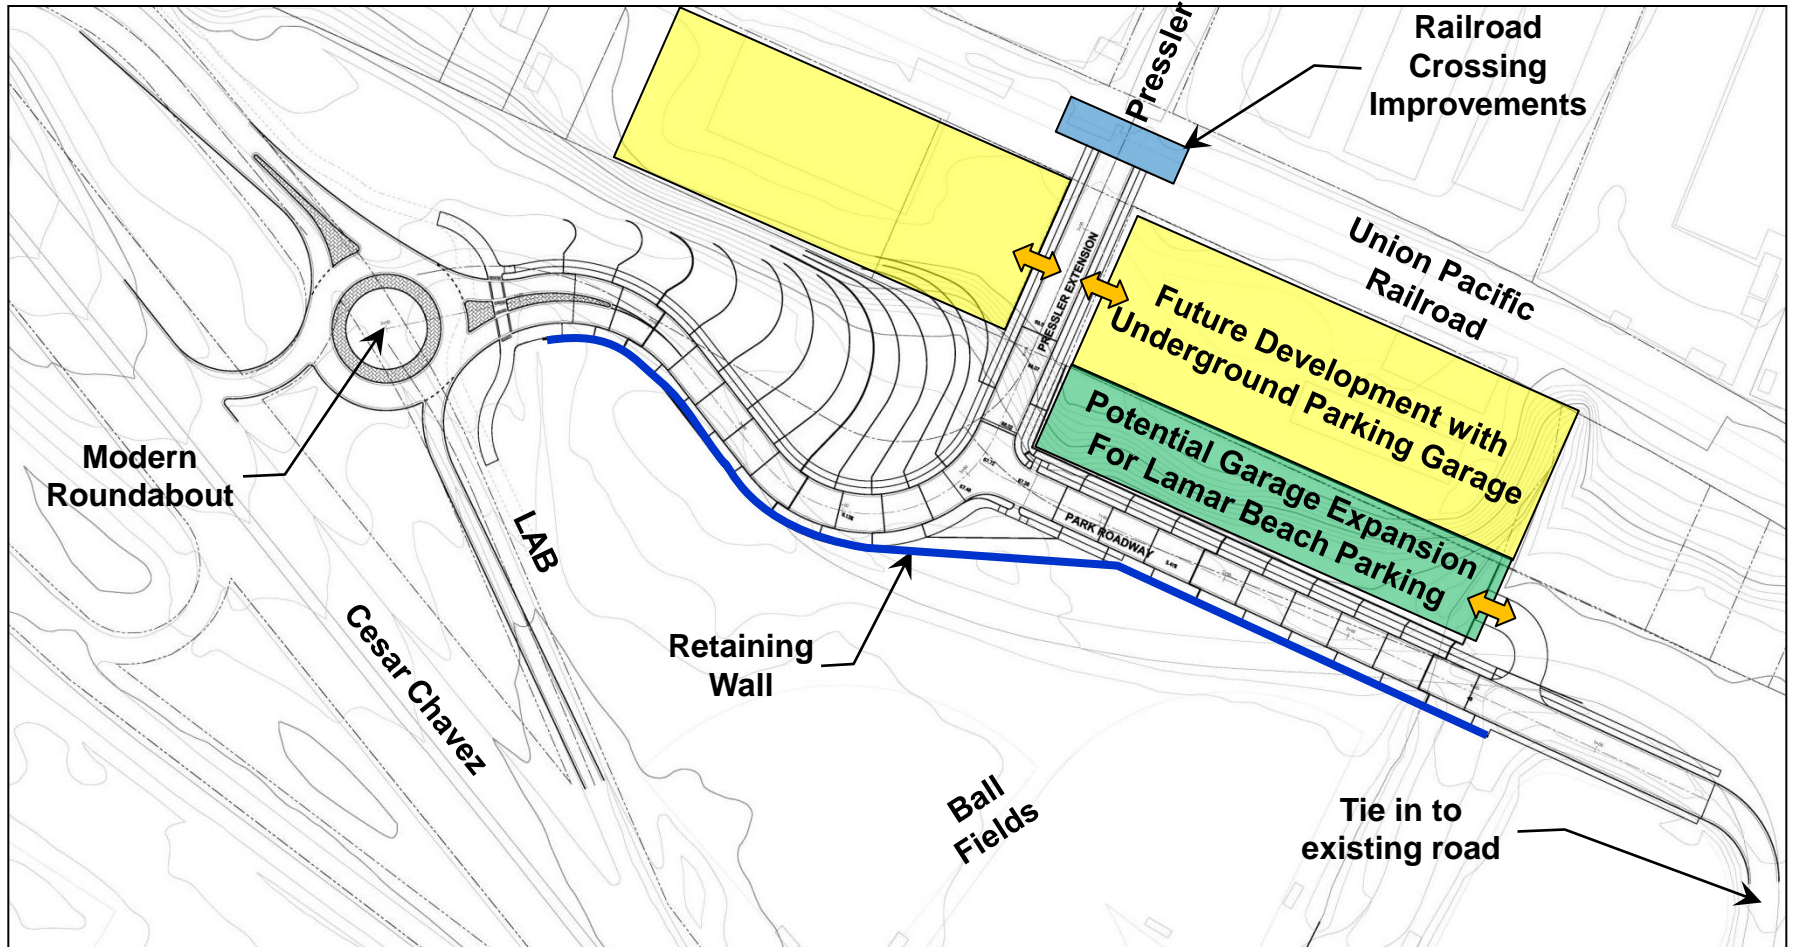 Pressler
Railroad
Crossing
Improvements
Union Pacific
Railroad
PRESSLER EXTENSION
Future Development with
Underground Parking Garage
Potential Garage Expansion
For Lamar Beach Parking
PARK ROADWAY
Modern
Roundabout
LAB
Cesar Chavez
Retaining
Wall
Ball
Fields
Tie in to
existing road